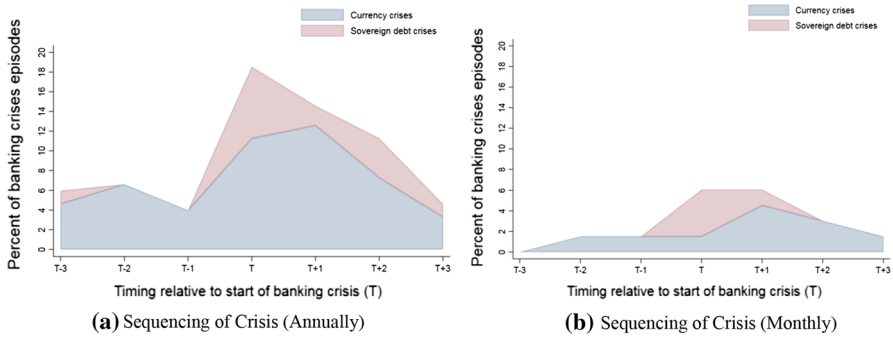 Currency crises
Sovereign debt crises
Percent of banking crises episodes
20
18
16
14
12
10
8
6
4
2
0
T-3 T-2 T-1 T T+1 T+2 T+3
Timing relative to start of banking crisis (T)
(a) Sequencing of Crisis (Annually)
Currency crises
Sovereign debt crises
Percent of banking crises episodes
20
18
16
14
12
10
8
6
4
2
0
T-3 T-2 T-1 T T+1 T+2 T+3
Timing relative to start of banking crisis (T)
(b) Sequencing of Crisis (Monthly)